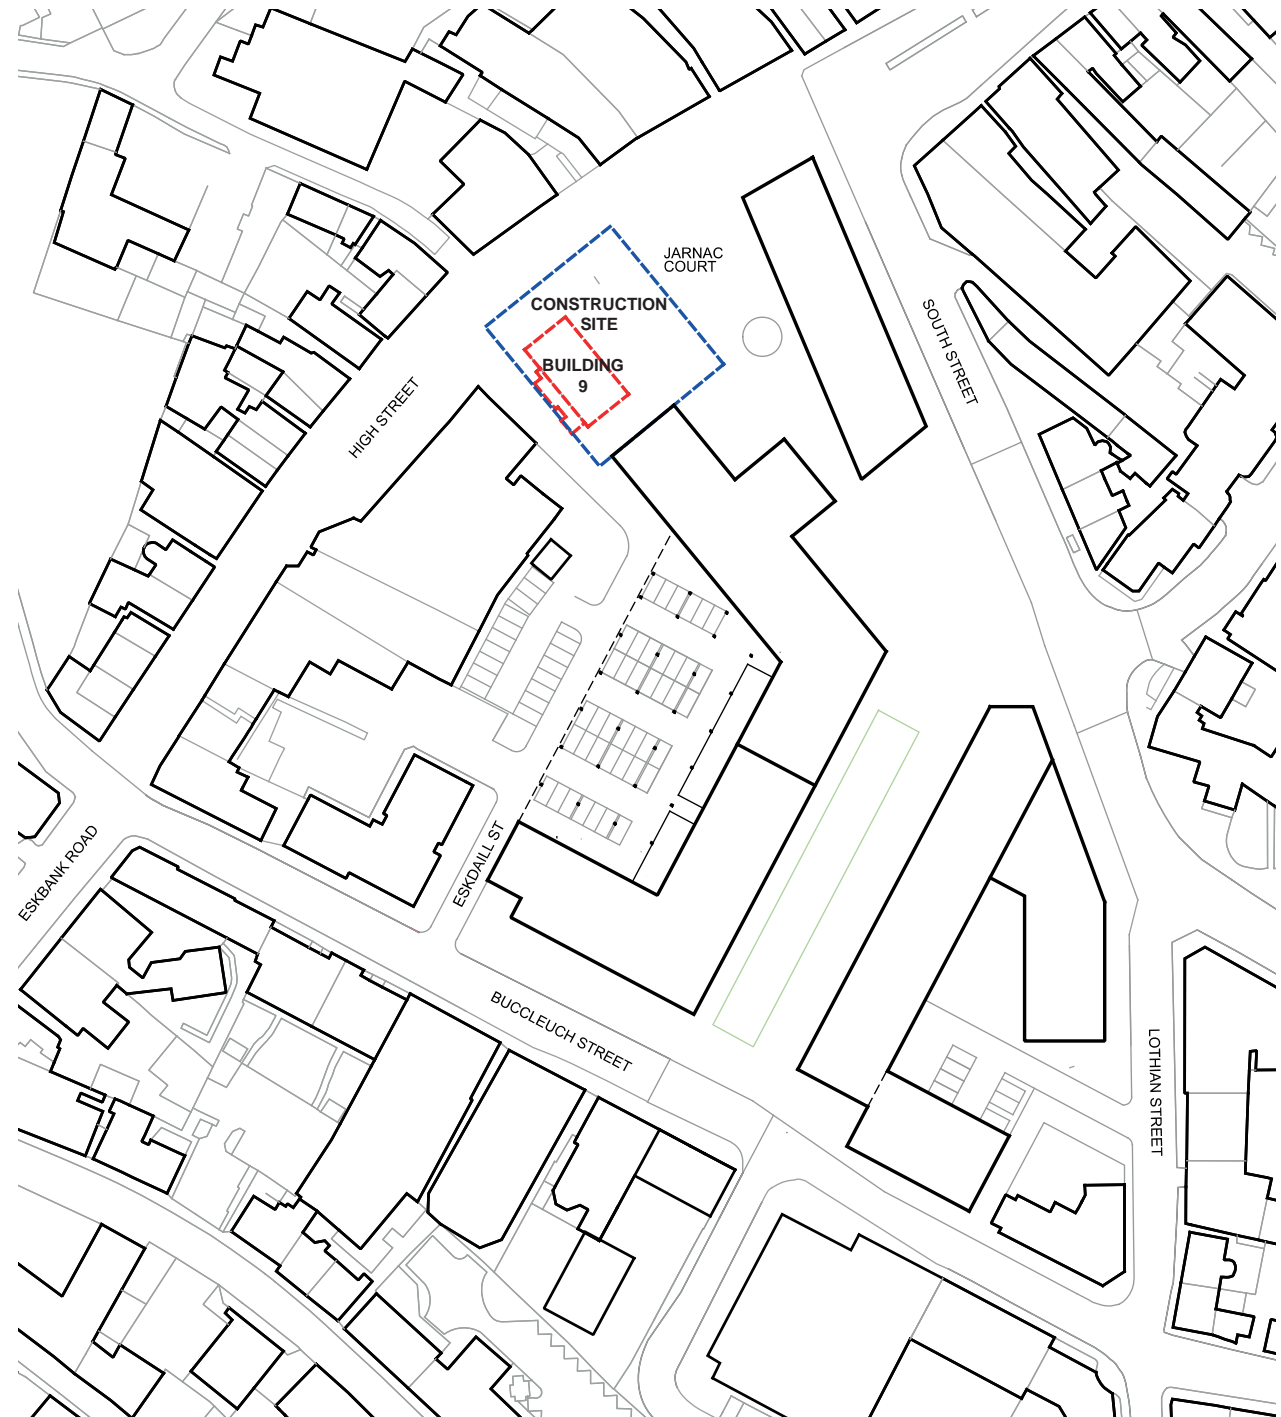 JARNAC
COURT
CONSTRUCTION
SITE
BUILDING
9
SOUTH STREET
HIGH STREET
ESKBANK ROAD
ESKDAILL ST
BUCCLEUCH STREET
LOTHIAN STREET